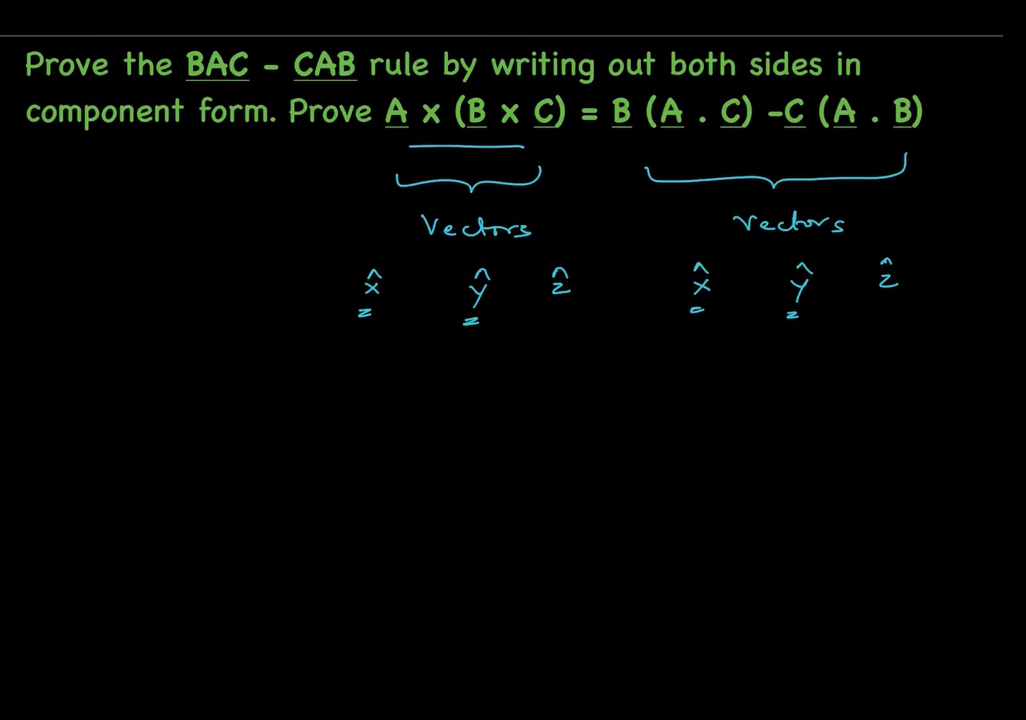 Prove the BAC - CAB rule by writing out both sides in
component form. Prove A x (B x C) = B (A . C) -C (A . B)
Vectors Vectors
x̂ ŷ ẑ x̂ ŷ ẑ